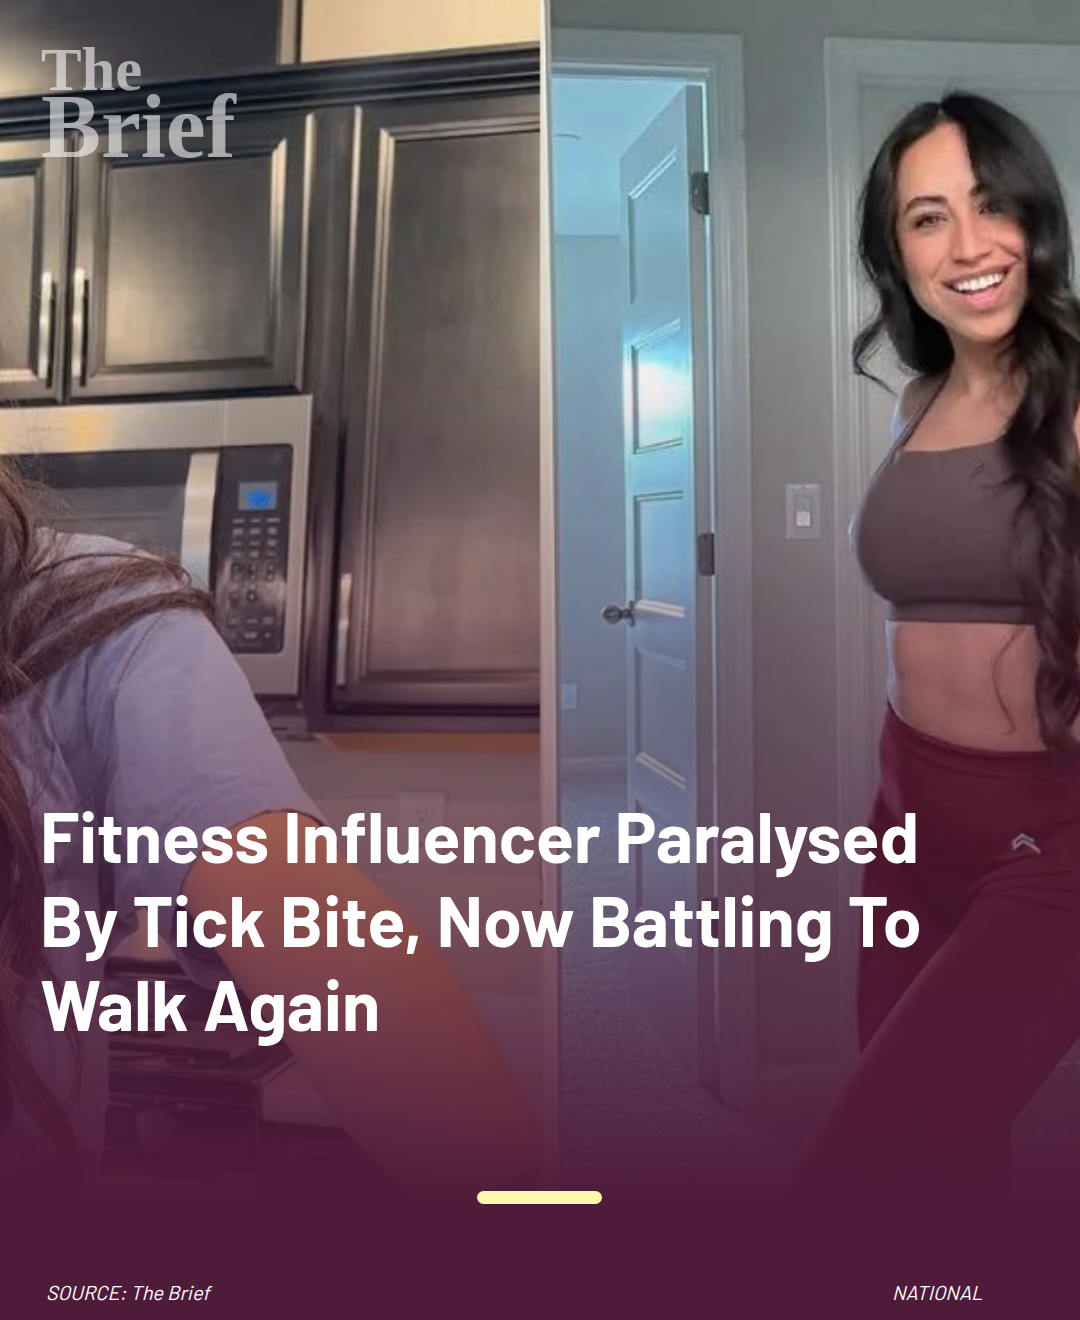 The
Brief
Fitness Influencer Paralysed
By Tick Bite, Now Battling To
Walk Again
SOURCE: The Brief
NATIONAL